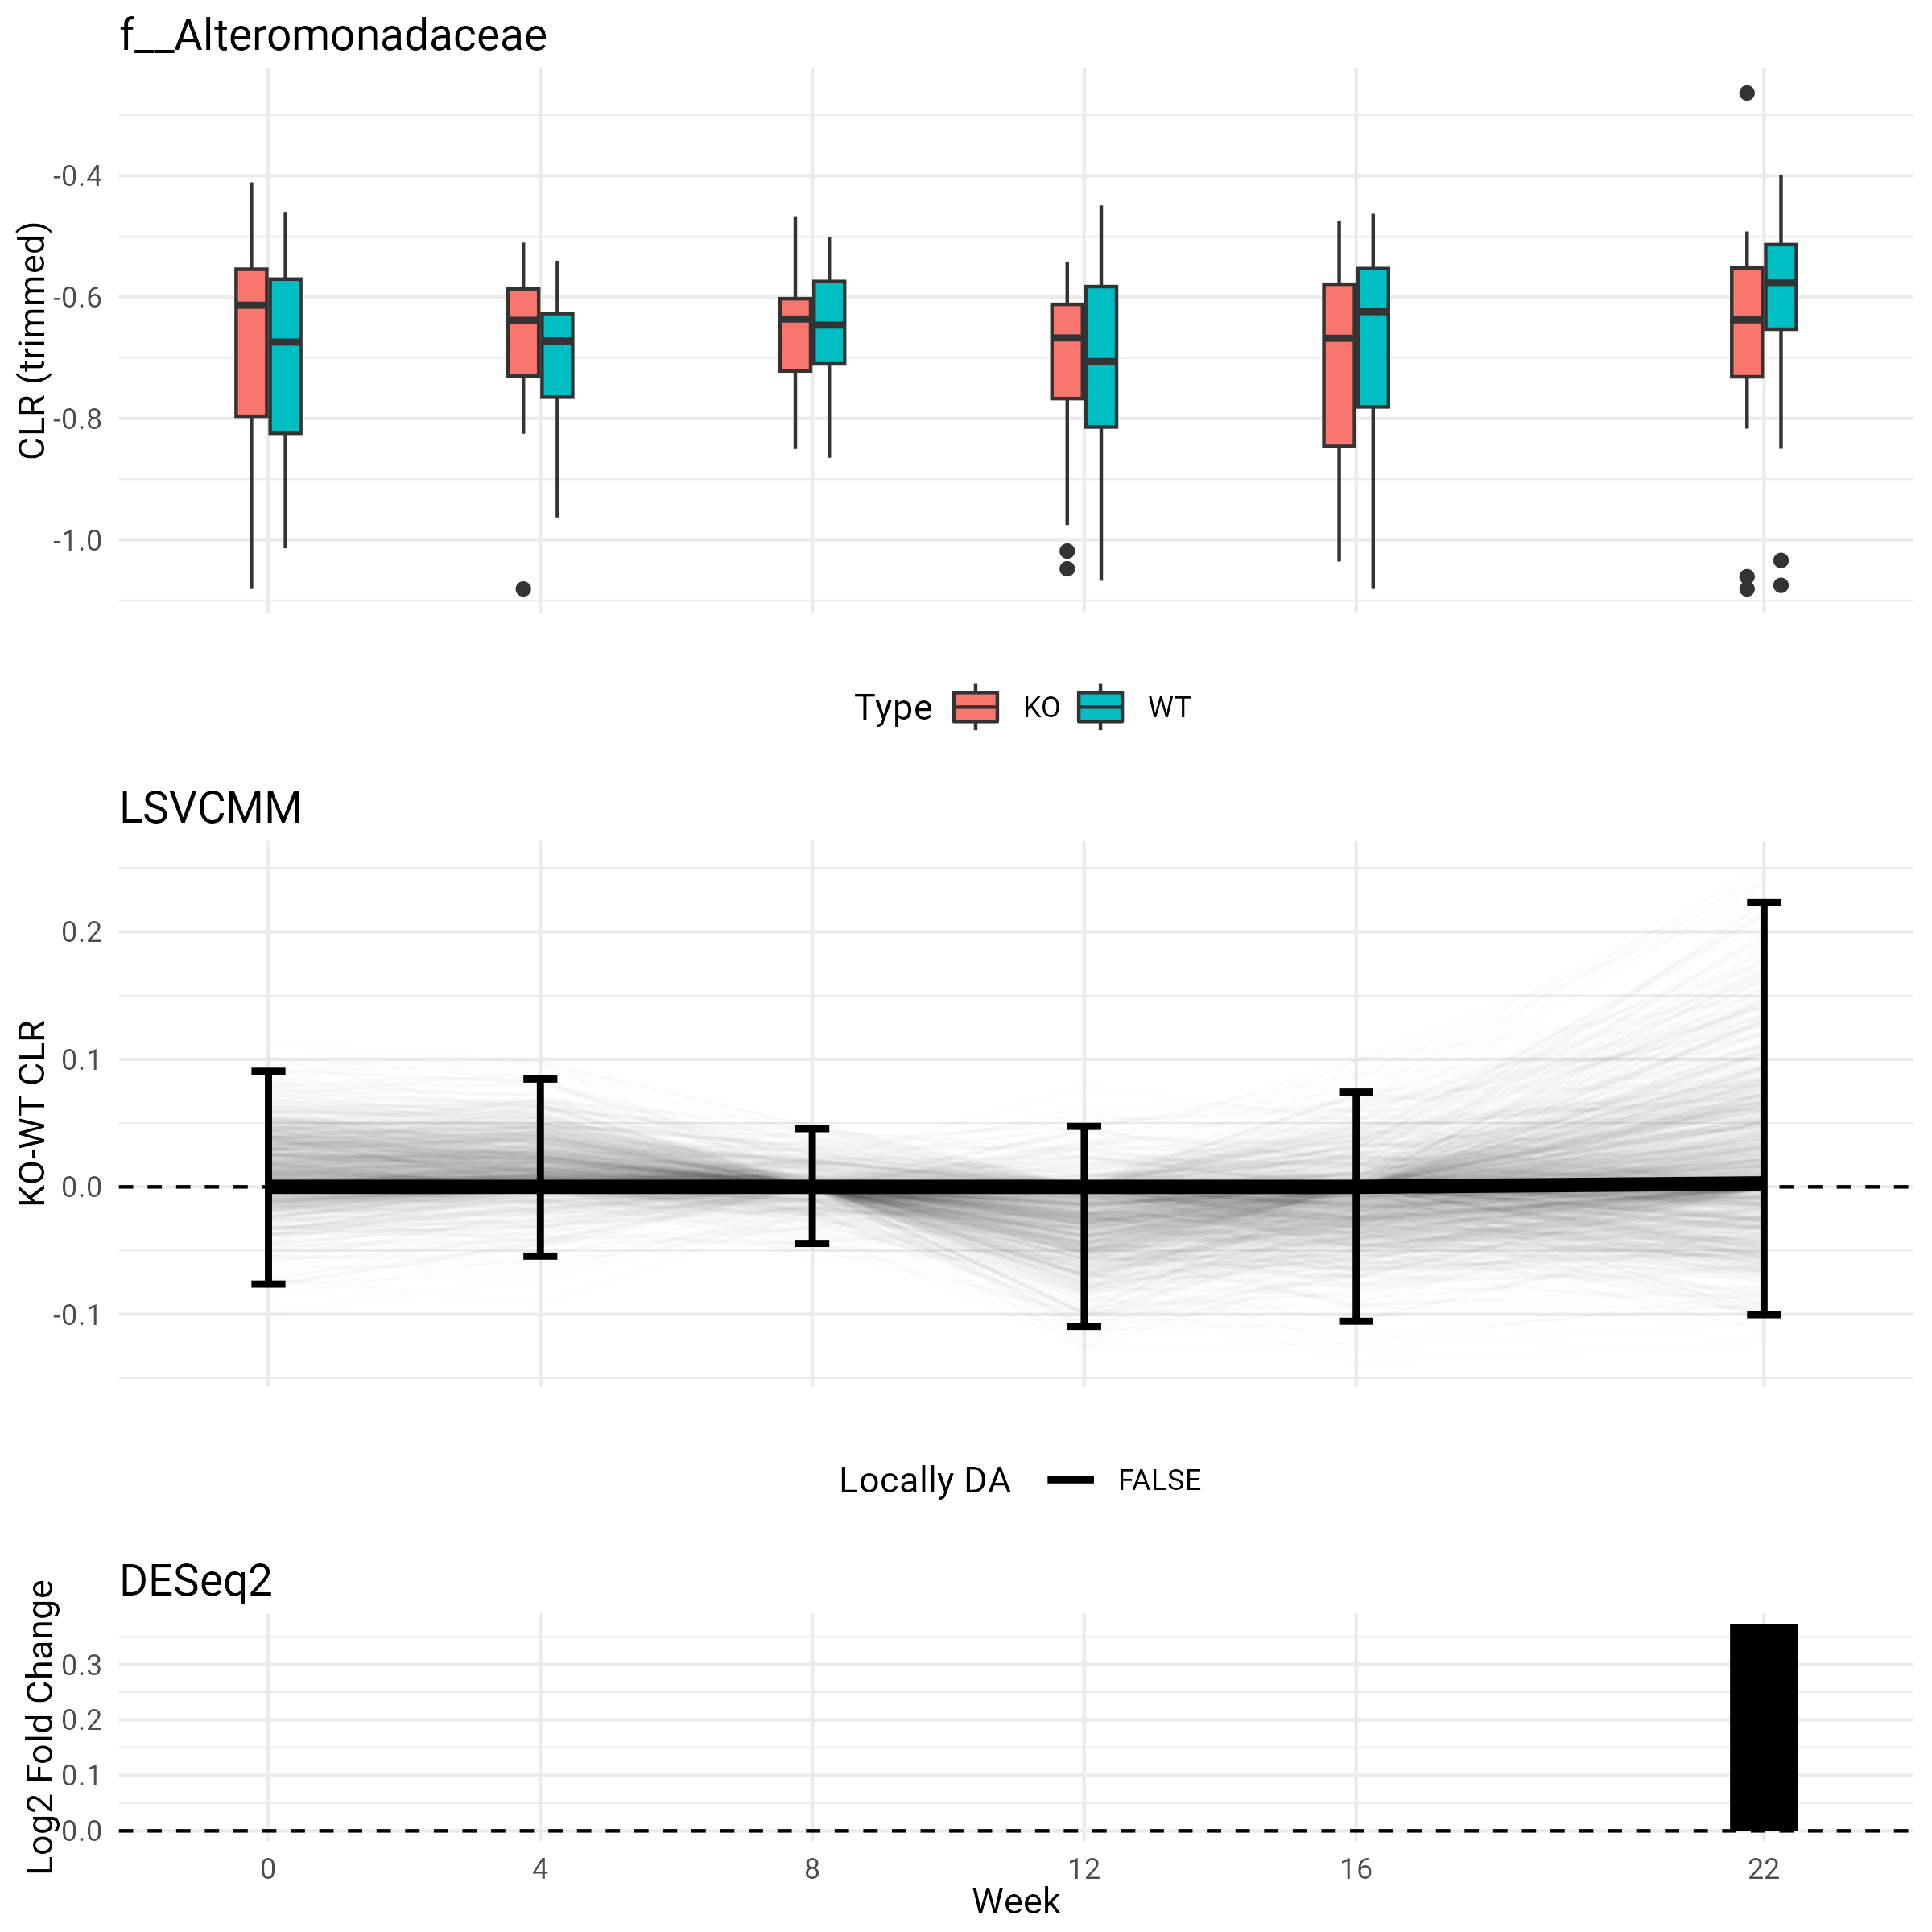 f__Alteromonadaceae
CLR (trimmed)
-0.4
-0.6
-0.8
-1.0
Type KO WT
LSVCMM
KO-WT CLR
0.2
0.1
0.0
-0.1
Locally DA FALSE
DESeq2
Log2 Fold Change
0.3
0.2
0.1
0.0
0 4 8 12 16 22
Week